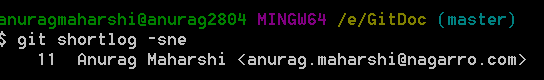 anuragmaharshi@anurag2804 MINGW64 /e/GitDoc (master)
$ git shortlog -sne
    11  Anurag Maharshi <anurag.maharshi@nagarro.com>